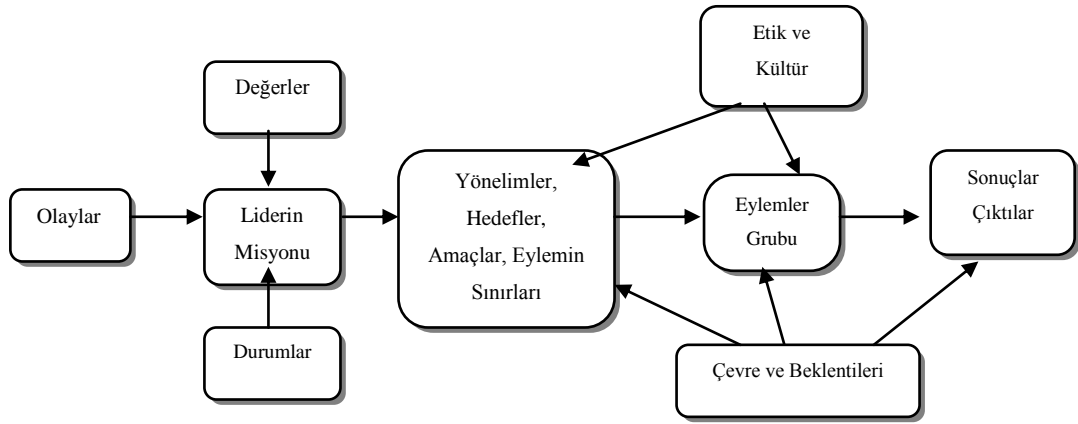 Etik ve
Kültür
Değerler
Olaylar
Liderin
Misyonu
Durumlar
Yönelimler,
Hedefler,
Amaçlar, Eylemin
Sınırları
Eylemler
Grubu
Sonuçlar
Çıktılar
Çevre ve Beklentileri